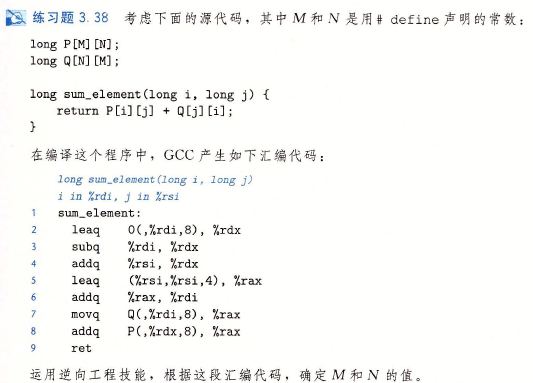 练习题 3.38 考虑下面的源代码，其中 M 和 N 是用# define 声明的常数：
long P[M][N];
long Q[N][M];
long sum_element(long i, long j) {
return P[i][j] + Q[j][i];
}
在编译这个程序中，GCC 产生如下汇编代码：
long sum_element(long i, long j)
i in %rdi, j in %rsi
1 sum_element:
2 leaq 0(,%rdi,8), %rdx
3 subq %rdi, %rdx
4 addq %rsi, %rdx
5 leaq (%rsi,%rsi,4), %rax
6 addq %rax, %rdi
7 movq Q(,%rdi,8), %rax
8 addq P(,%rdx,8), %rax
9 ret
运用逆向工程技能，根据这段汇编代码，确定 M 和 N 的值。